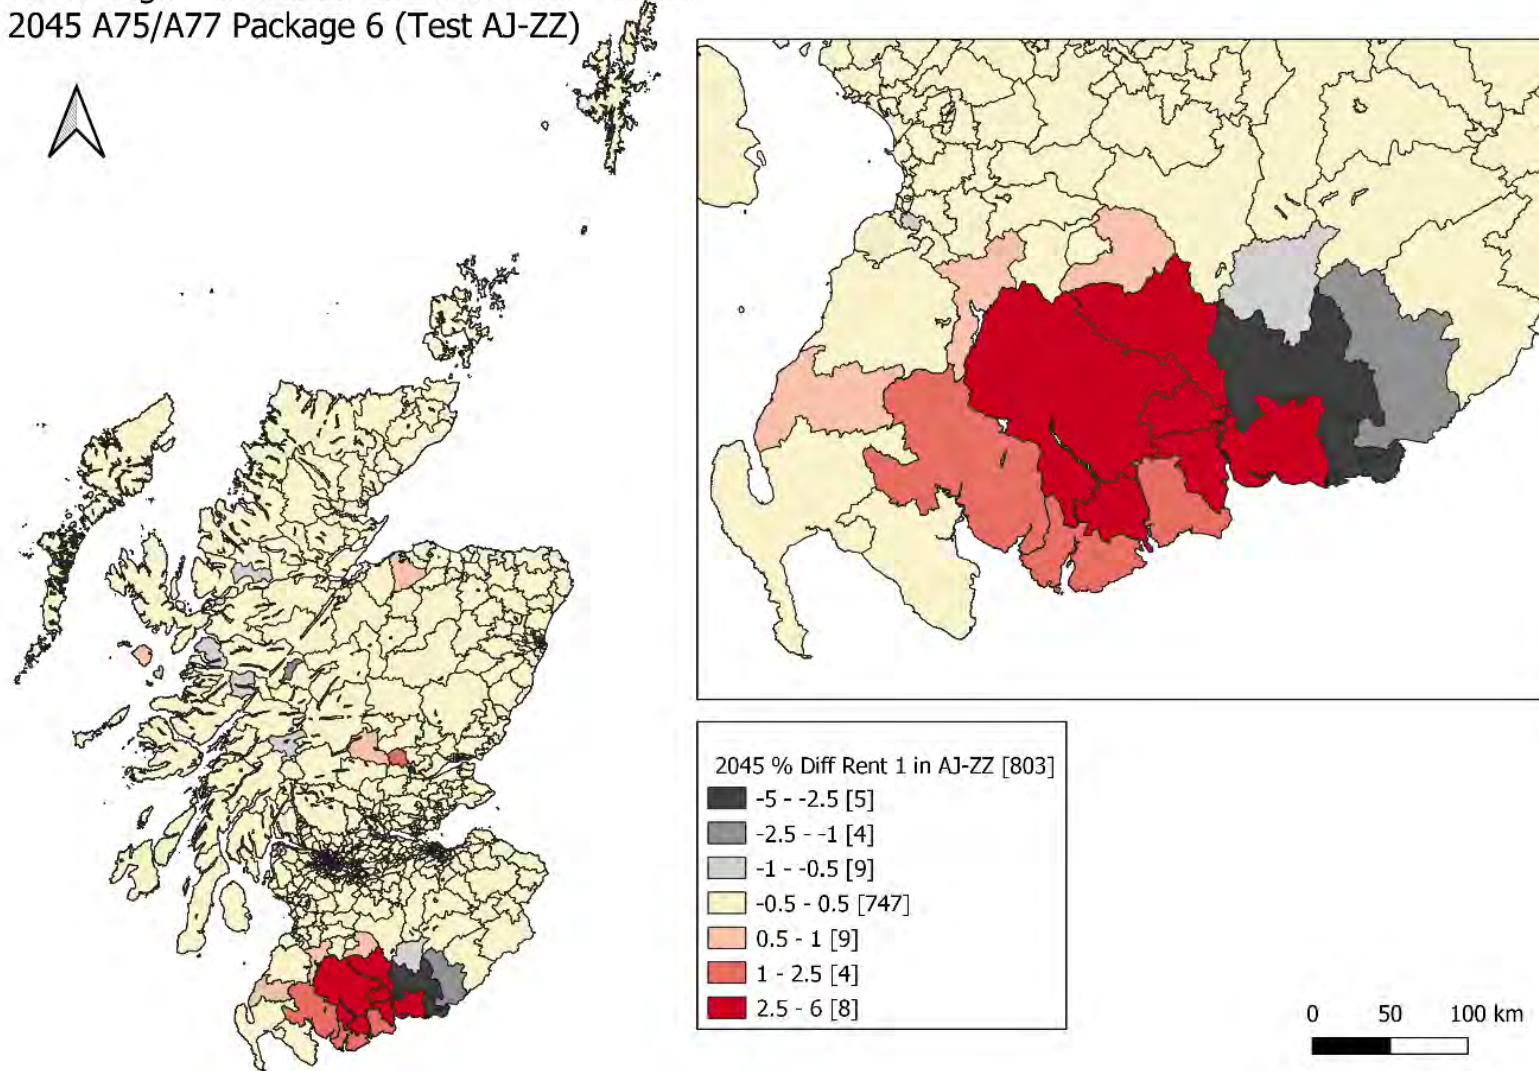 2045 A75/A77 Package 6 (Test AJ-ZZ)
2045 % Diff Rent 1 in AJ-ZZ [803]
-5 - -2.5 [5]
-2.5 - -1 [4]
-1 - -0.5 [9]
-0.5 - 0.5 [747]
0.5 - 1 [9]
1 - 2.5 [4]
2.5 - 6 [8]
0 50 100 km